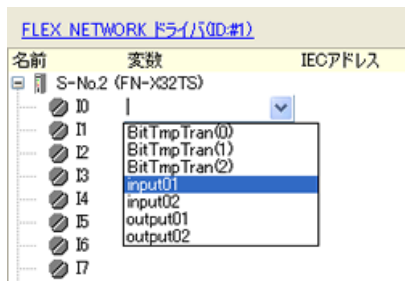 FLEX NETWORK ドライバ(ID:#1)
名前 変数 IECアドレス
S-No.2 (FN-X32TS)
I0
I1 BitTmpTran(0)
I2 BitTmpTran(1)
BitTmpTran(2)
I3 input01
I4 input02
I5 output01
I6 output02
I7